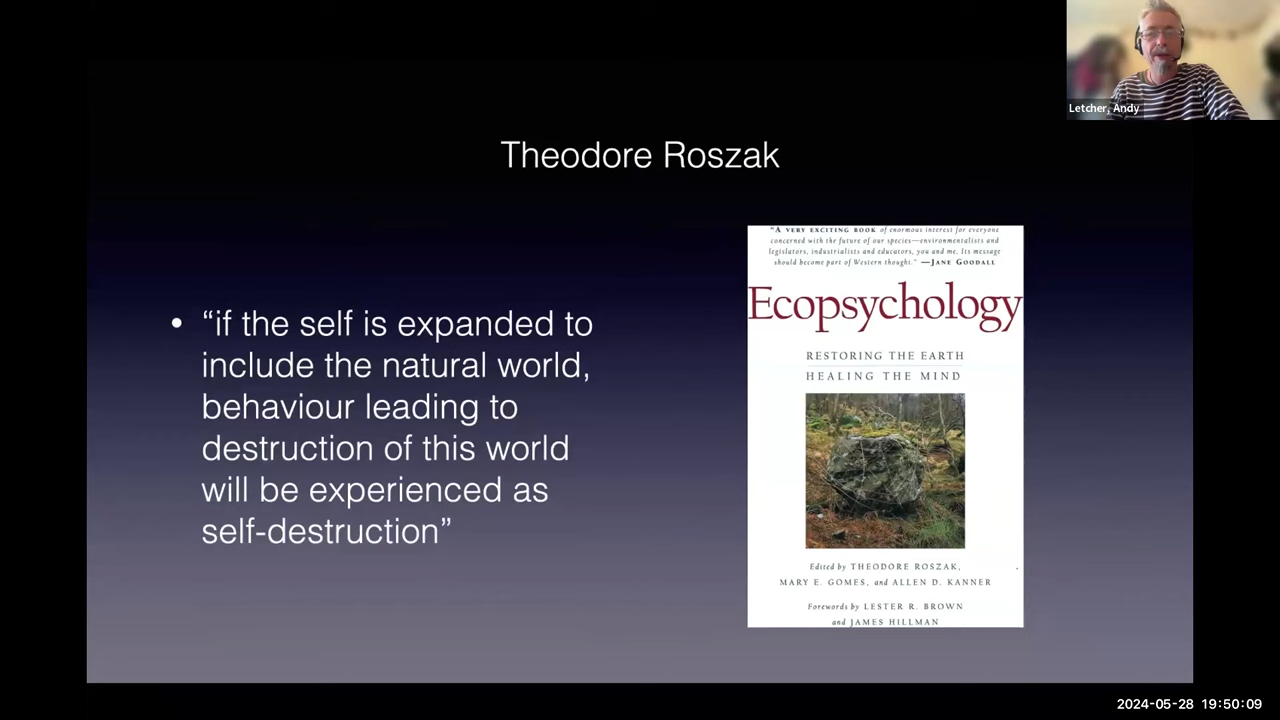 Letcher, Andy
Theodore Roszak
• “if the self is expanded to
include the natural world,
behaviour leading to
destruction of this world
will be experienced as
self-destruction”
"A VERY EXCITING BOOK of enormous interest for everyone
concerned with the future of our species—environmentalists and
legislators, industrialists and educators, you and me. Its message
should become part of Western thought." —JANE GOODALL
Ecopsychology
RESTORING THE EARTH
HEALING THE MIND
Edited by THEODORE ROSZAK,
MARY E. GOMES, and ALLEN D. KANNER
Forewords by LESTER R. BROWN
and JAMES HILLMAN
2024-05-28 19:50:09